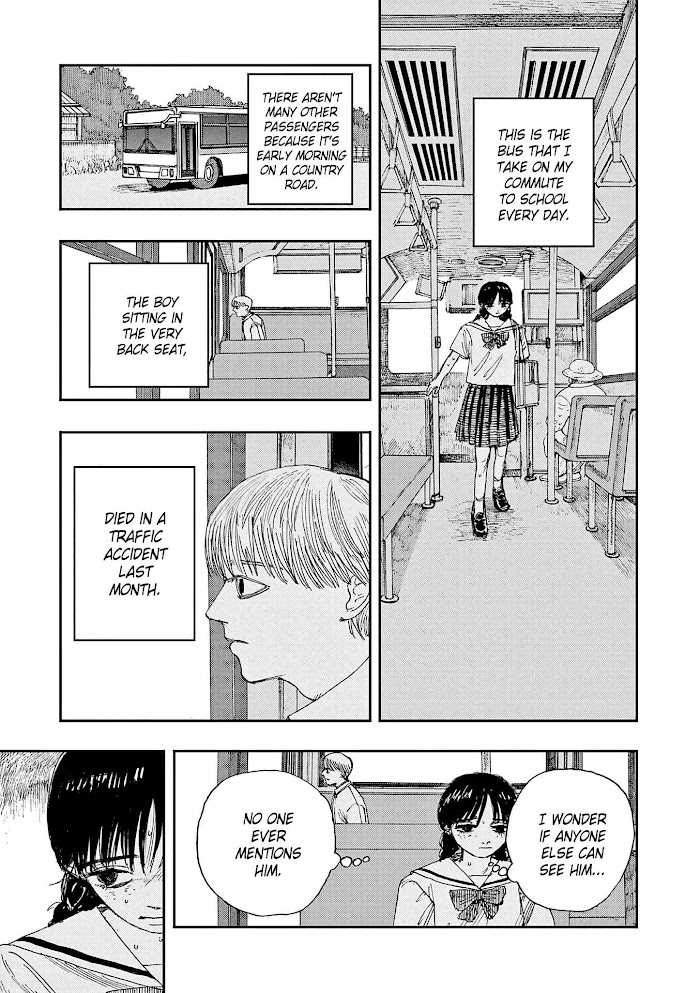 THIS IS THE
BUS THAT I
TAKE ON MY
COMMUTE
TO SCHOOL
EVERY DAY.
THERE AREN'T
MANY OTHER
PASSENGERS
BECAUSE IT'S
EARLY MORNING
ON A COUNTRY
ROAD.
THE BOY
SITTING IN
THE VERY
BACK SEAT,
DIED IN A
TRAFFIC
ACCIDENT
LAST
MONTH.
I WONDER
IF ANYONE
ELSE CAN
SEE HIM...
NO ONE
EVER
MENTIONS
HIM.